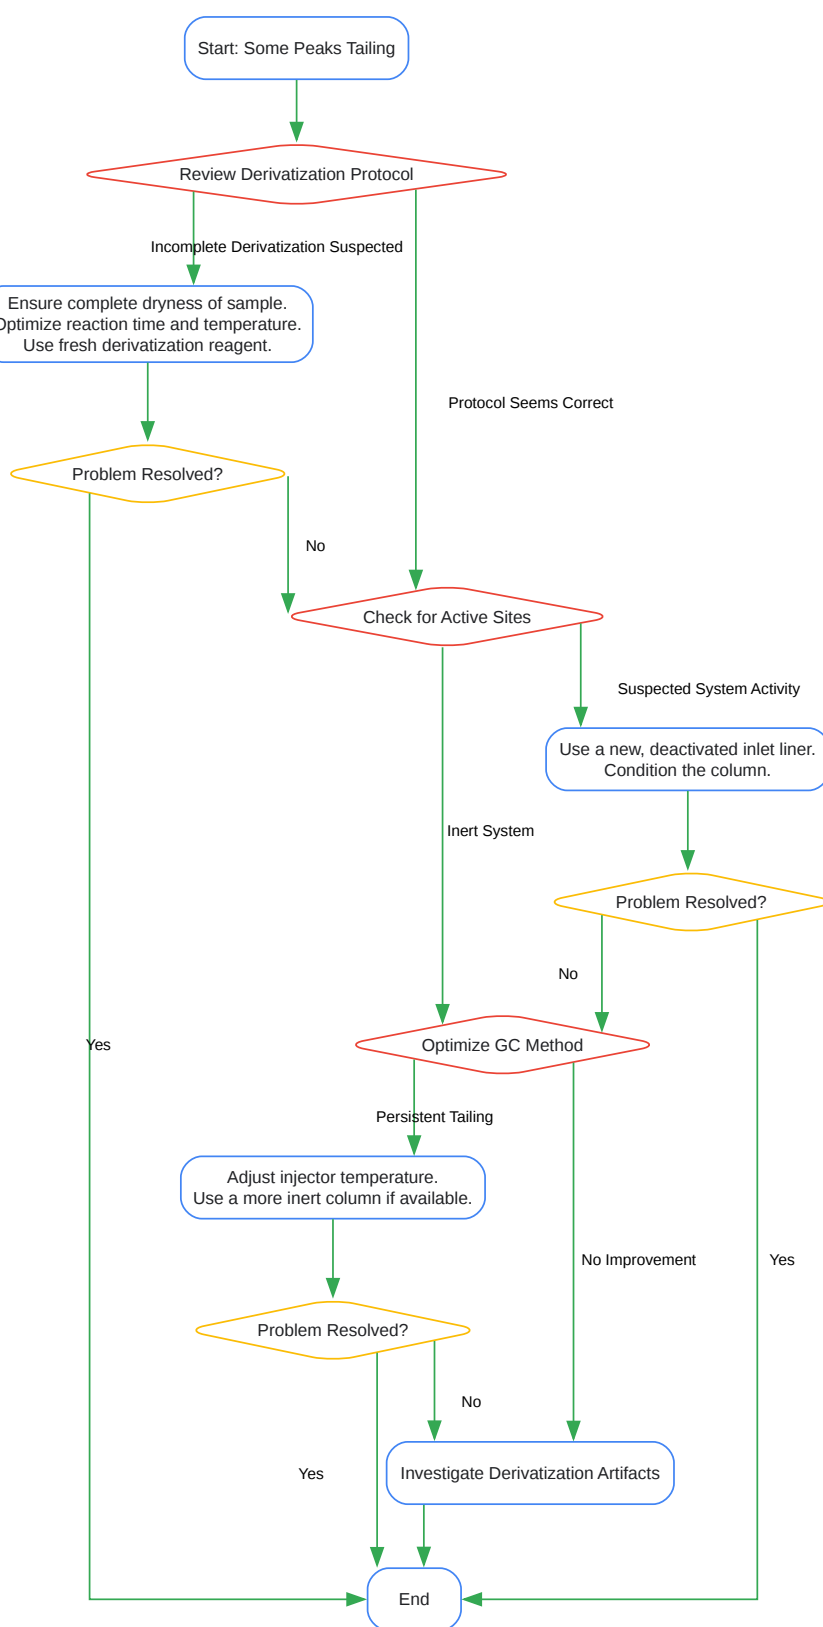 Start: Some Peaks Tailing
Review Derivatization Protocol
Incomplete Derivatization Suspected
Ensure complete dryness of sample.
Optimize reaction time and temperature.
Use fresh derivatization reagent.
Protocol Seems Correct
Problem Resolved?
No
Check for Active Sites
Suspected System Activity
Use a new, deactivated inlet liner.
Condition the column.
Inert System
Problem Resolved?
No
Yes
Optimize GC Method
Persistent Tailing
Adjust injector temperature.
Use a more inert column if available.
No Improvement
Yes
Problem Resolved?
No
Yes
Investigate Derivatization Artifacts
End